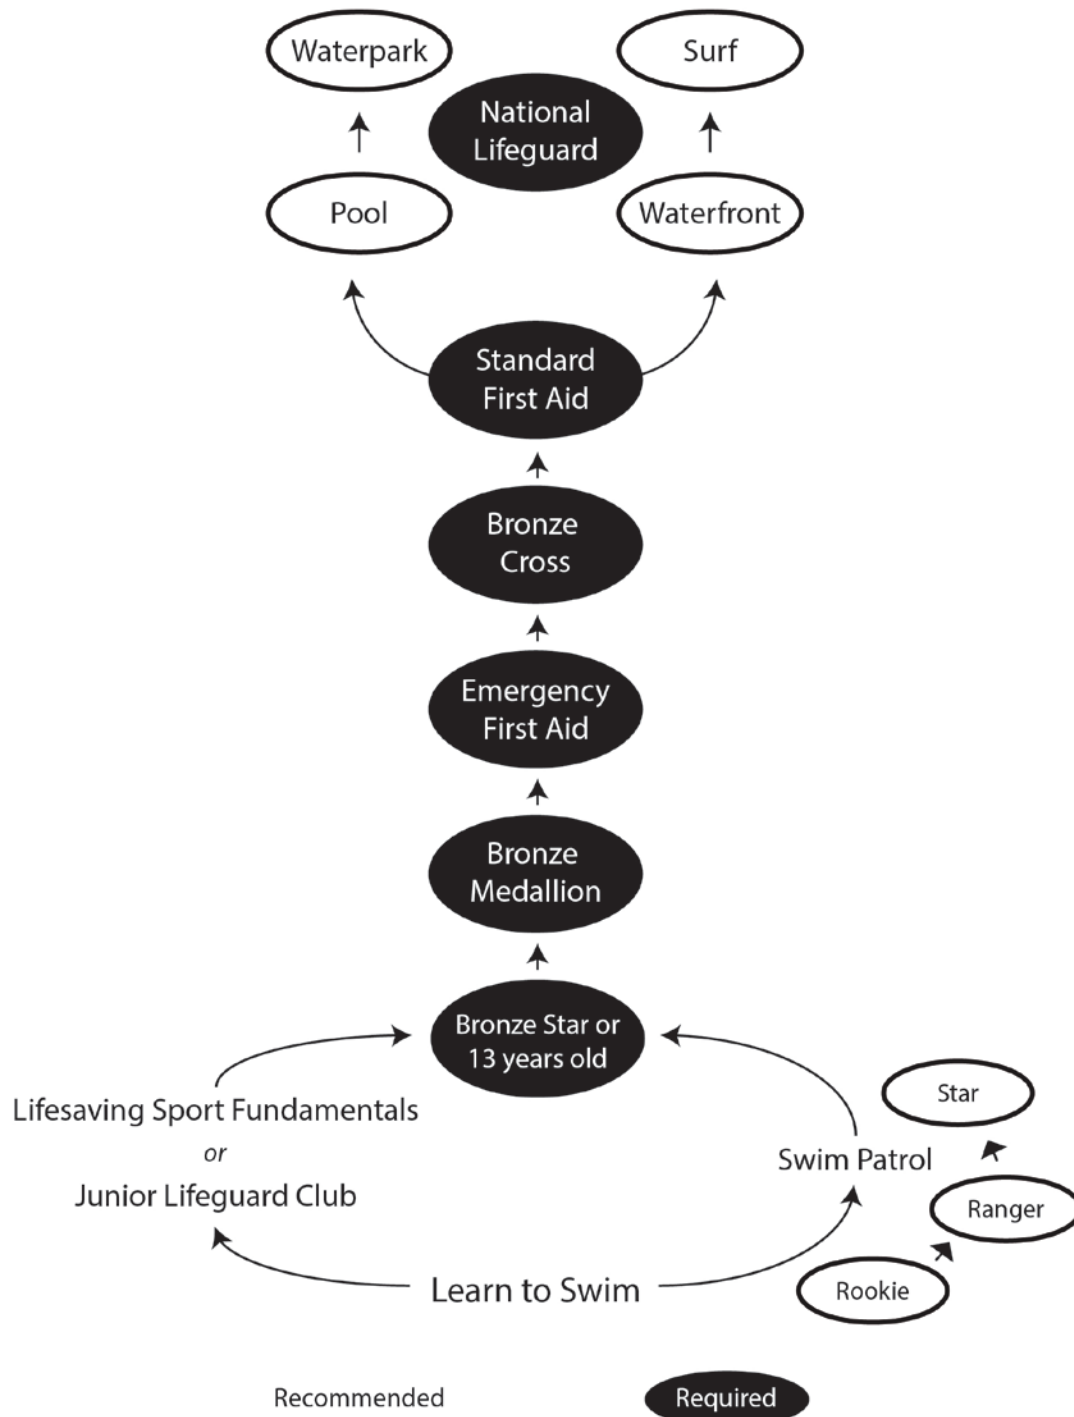 Waterpark
Surf
National
Lifeguard
Pool
Waterfront
Standard
First Aid
Bronze
Cross
Emergency
First Aid
Bronze
Medallion
Bronze Star or
13 years old
Lifesaving Sport Fundamentals
or
Junior Lifeguard Club
Star
Swim Patrol
Ranger
Learn to Swim
Rookie
Recommended
Required